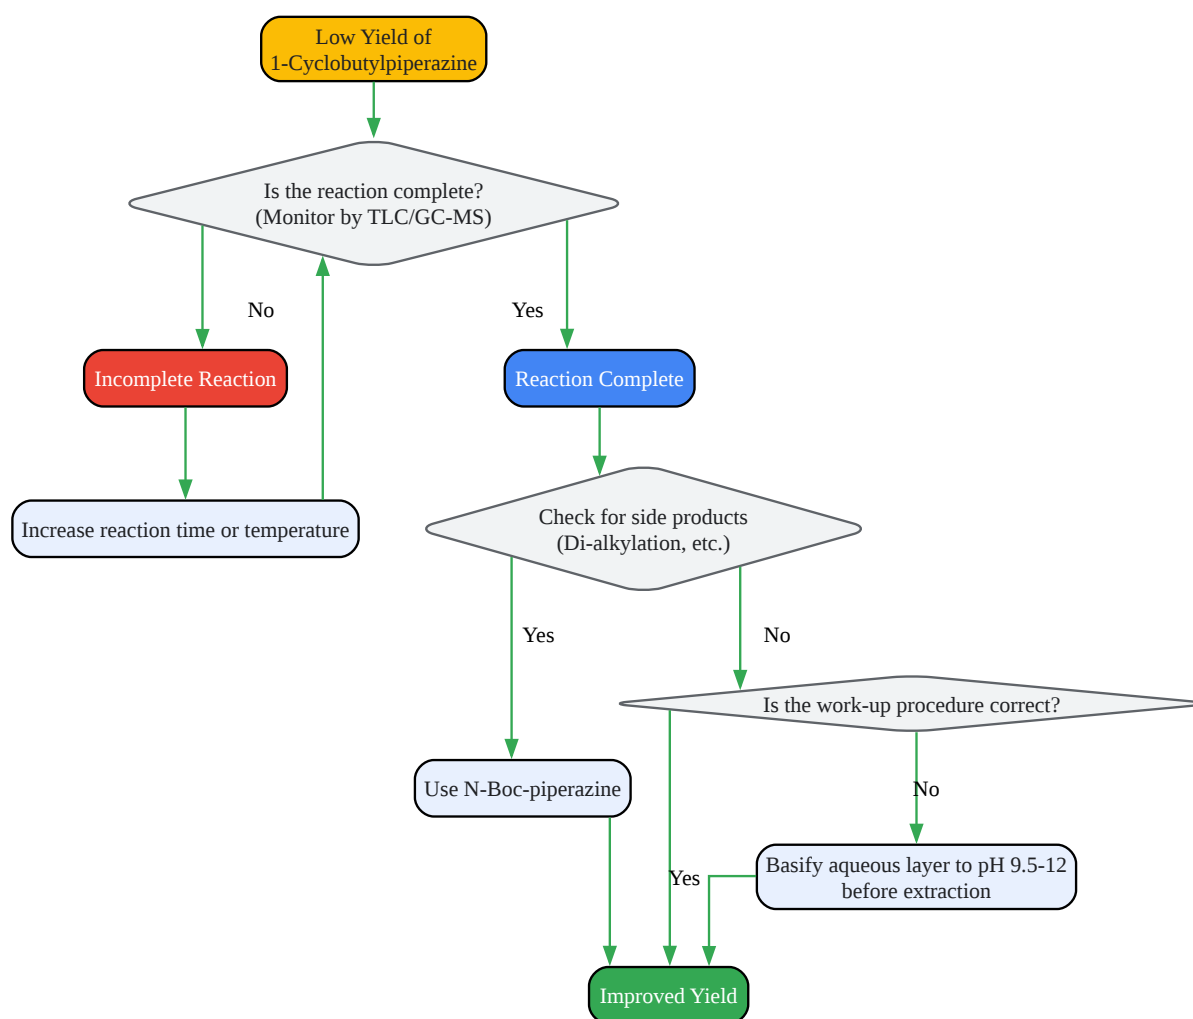 Low Yield of
1-Cyclobutylpiperazine
Is the reaction complete?
(Monitor by TLC/GC-MS)
No
Yes
Incomplete Reaction
Reaction Complete
Increase reaction time or temperature
Check for side products
(Di-alkylation, etc.)
Yes
No
Is the work-up procedure correct?
Use N-Boc-piperazine
No
Basify aqueous layer to pH 9.5-12
before extraction
Yes
Improved Yield